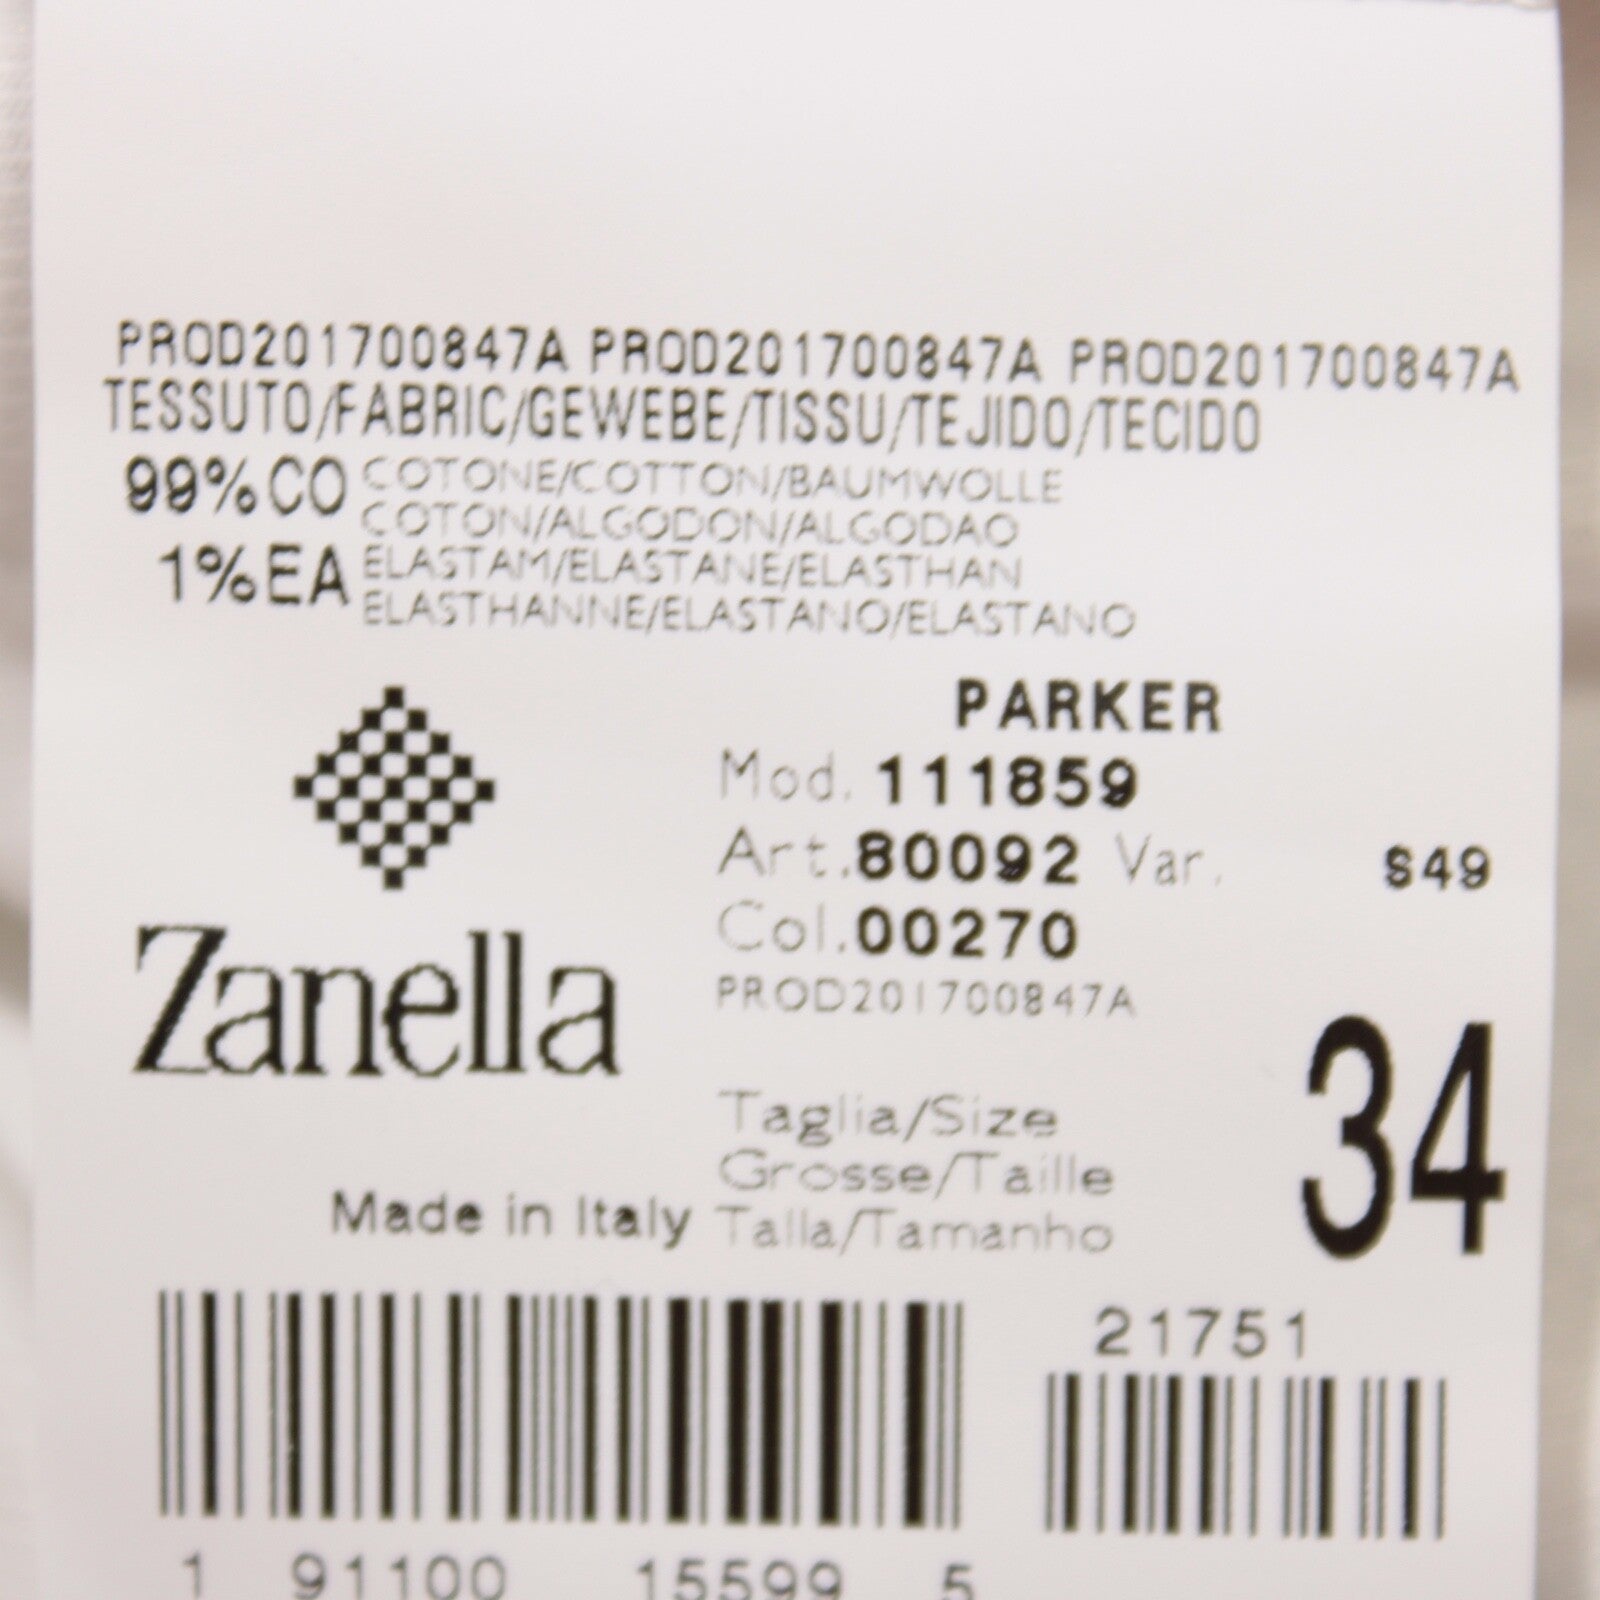 PROD201700847A PROD201700847A PROD201700847A
TESSUTO/FABRIC/GEWEBE/TISSU/TEJIDO/TECIDO
99%CO COTONE/COTTON/BAUMWOLLE
COTON/ALGODON/ALGODAO
1%EA ELASTAM/ELASTANE/ELASTHAN
ELASTHANNE/ELASTANO/ELASTANO
PARKER
Mod. 111859
Art.80092 Var. S49
Col.00270
PROD201700847A
Zanella
Taglia/Size
Grosse/Taille
Talla/Tamanho
34
Made in Italy
21751
1 91100 15599 5